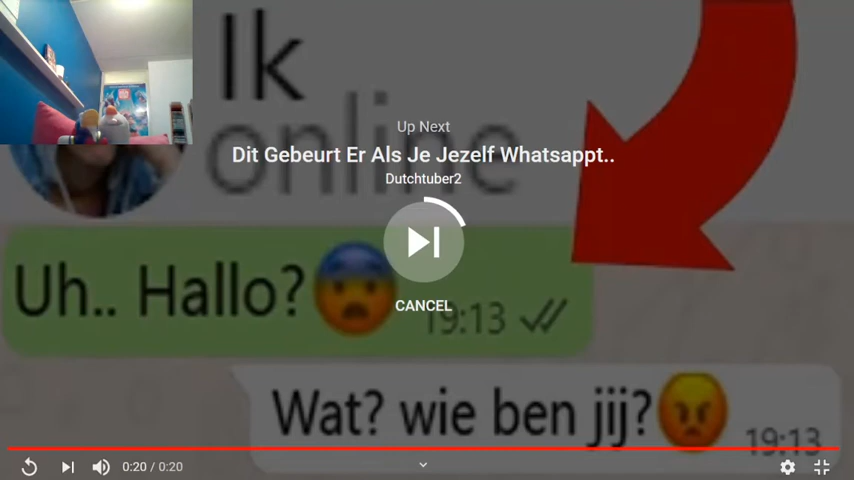 Ik
online
Up Next
Dit Gebeurt Er Als Je Jezelf Whatsappt..
Dutchtuber2
CANCEL
Uh.. Hallo?😨
19:13
Wat? wie ben jij?😡
19:13
0:20 / 0:20